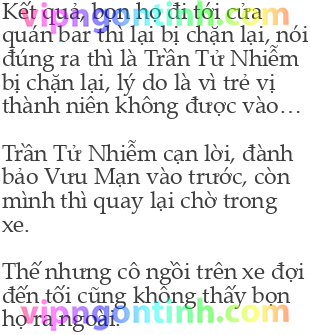 Kết quả, bọn họ đi tới cửa
quán bar thì lại bị chặn lại, nói
đúng ra thì là Trần Tử Nhiễm
bị chặn lại, lý do là vì trẻ vị
thành niên không được vào…
Trần Tử Nhiễm cạn lời, đành
bảo Vưu Mạn vào trước, còn
mình thì quay lại chờ trong
xe.
Thế nhưng cô ngồi trên xe đợi
đến tối cũng không thấy bọn
họ ra ngoài.
vipngontinh.com
vipngontinh.com